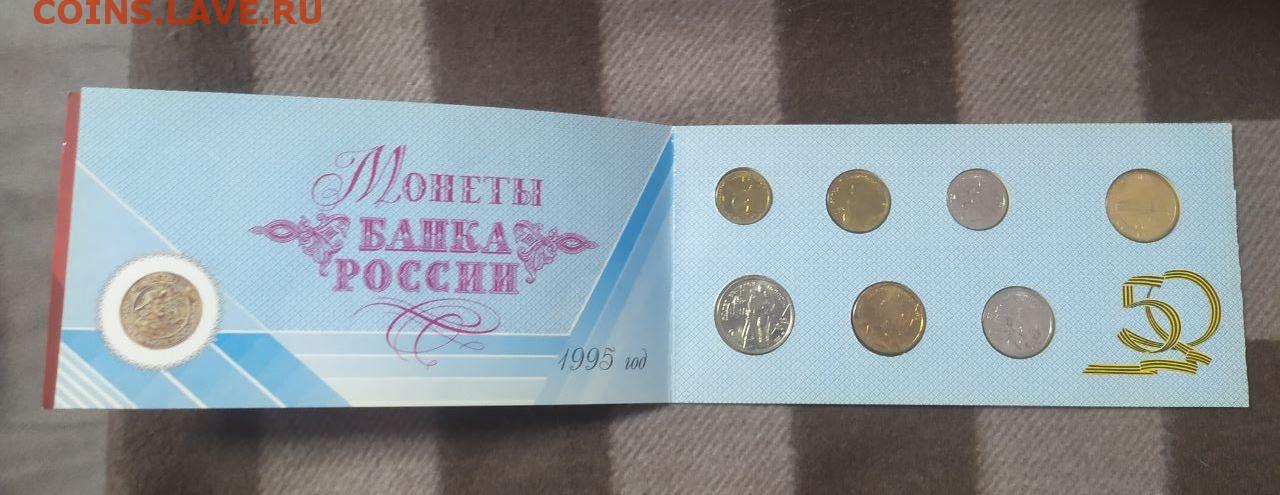 COINS.LAVE.RU
Монеты
БАНКА
РОССИИ
1995 год
50